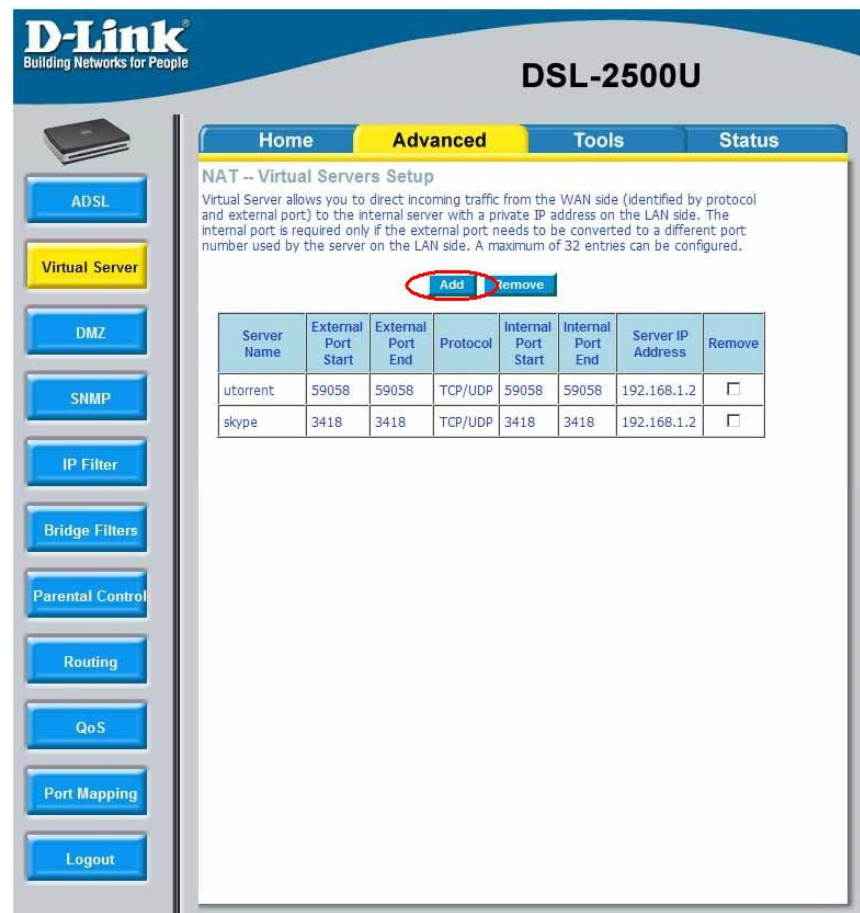 D-Link®
Building Networks for People
DSL-2500U
Home Advanced Tools Status
ADSL
Virtual Server
DMZ
SNMP
IP Filter
Bridge Filters
Parental Control
Routing
QoS
Port Mapping
Logout
NAT -- Virtual Servers Setup
Virtual Server allows you to direct incoming traffic from the WAN side (identified by protocol
and external port) to the internal server with a private IP address on the LAN side. The
internal port is required only if the external port needs to be converted to a different port
number used by the server on the LAN side. A maximum of 32 entries can be configured.
Add Remove
Server Name External Port Start External Port End Protocol Internal Port Start Internal Port End Server IP Address Remove
utorrent 59058 59058 TCP/UDP 59058 59058 192.168.1.2
skype 3418 3418 TCP/UDP 3418 3418 192.168.1.2